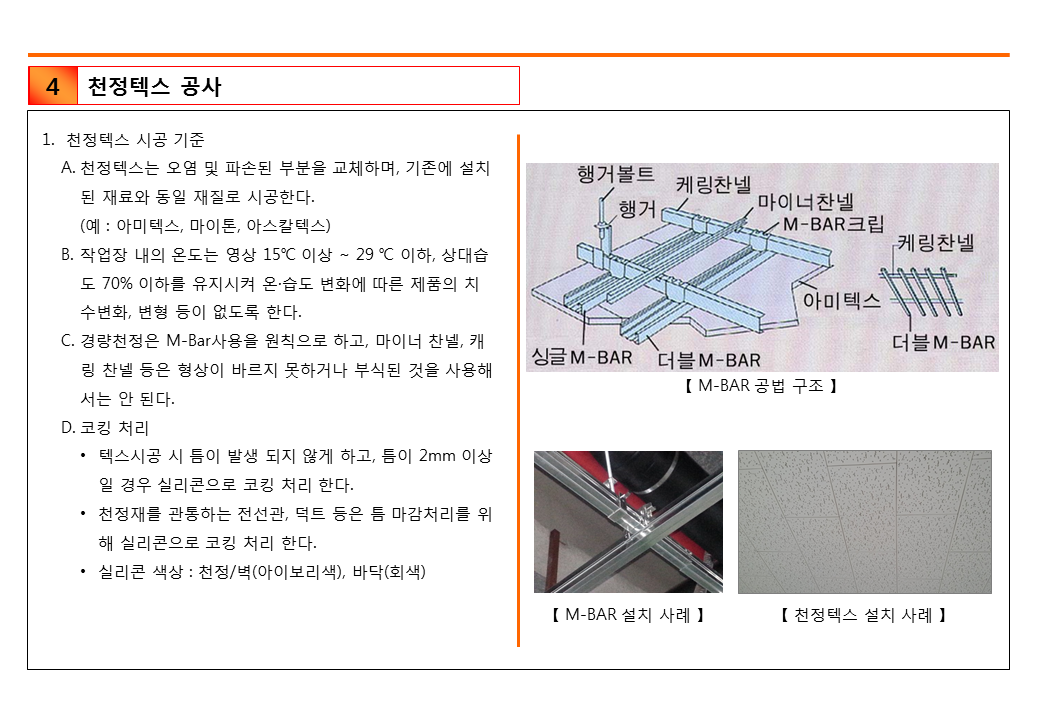 4
천정텍스 공사
1. 천정텍스 시공 기준
A. 천정텍스는 오염 및 파손된 부분을 교체하며, 기존에 설치
된 재료와 동일 재질로 시공한다.
(예 : 아미텍스, 마이톤, 아스칼텍스)
B. 작업장 내의 온도는 영상 15℃ 이상 ~ 29 ℃ 이하, 상대습
도 70% 이하를 유지시켜 온·습도 변화에 따른 제품의 치
수변화, 변형 등이 없도록 한다.
C. 경량천정은 M-Bar사용을 원칙으로 하고, 마이너 찬넬, 캐
링 찬넬 등은 형상이 바르지 못하거나 부식된 것을 사용해
서는 안 된다.
D. 코킹 처리
• 텍스시공 시 틈이 발생 되지 않게 하고, 틈이 2mm 이상
일 경우 실리콘으로 코킹 처리 한다.
• 천정재를 관통하는 전선관, 덕트 등은 틈 마감처리를 위
해 실리콘으로 코킹 처리 한다.
• 실리콘 색상 : 천정/벽(아이보리색), 바닥(회색)
행거볼트
케링찬넬
행거
마이너찬넬
M-BAR크립
케링찬넬
아미텍스
더블M-BAR
싱글M-BAR
더블M-BAR
【 M-BAR 공법 구조 】
【 M-BAR 설치 사례 】
【 천정텍스 설치 사례 】